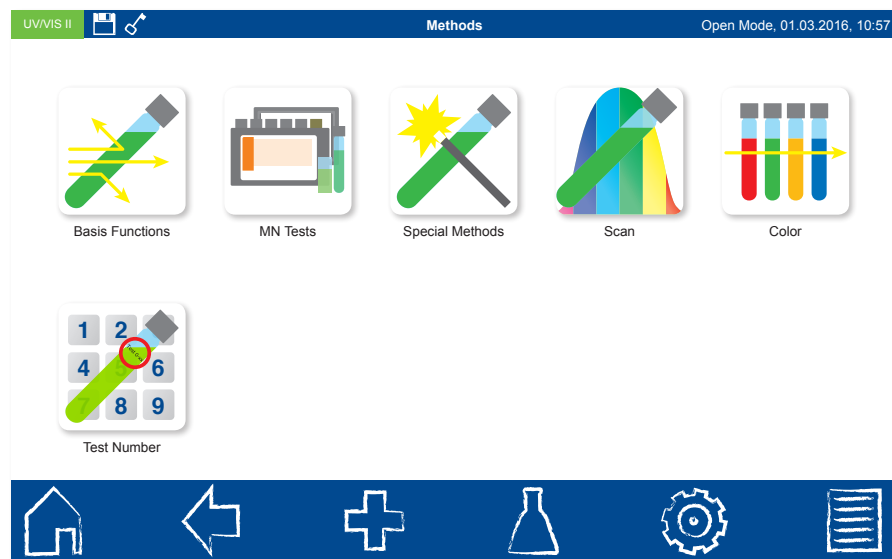 UV/VIS II
Methods
Open Mode, 01.03.2016, 10:57
Basis Functions
MN Tests
Special Methods
Scan
Color
1 2
4 5 6
7 8 9
Test Number